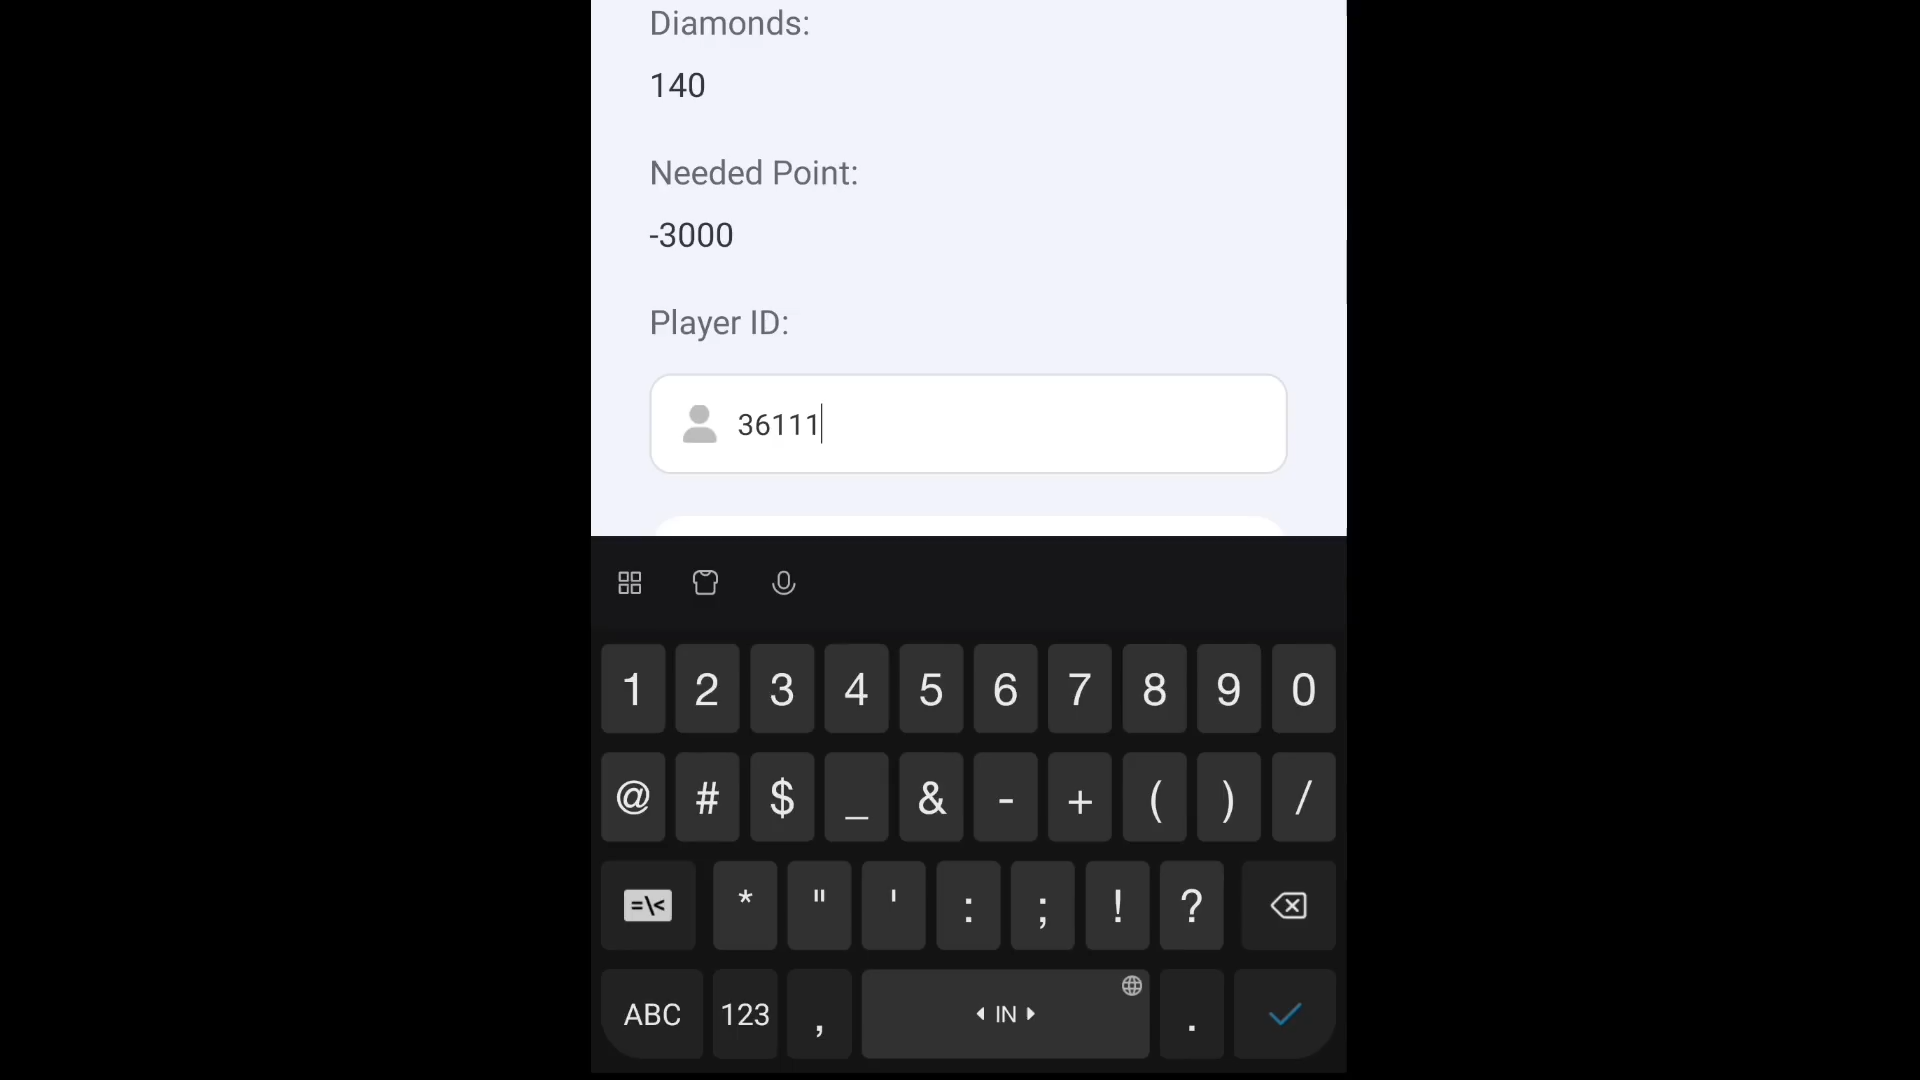 Diamonds:
140
Needed Point:
-3000
Player ID:
36111
1 2 3 4 5 6 7 8 9 0
@ # $ _ & - + ( ) /
=\< * " ' : ; ! ?
ABC 123 , IN .